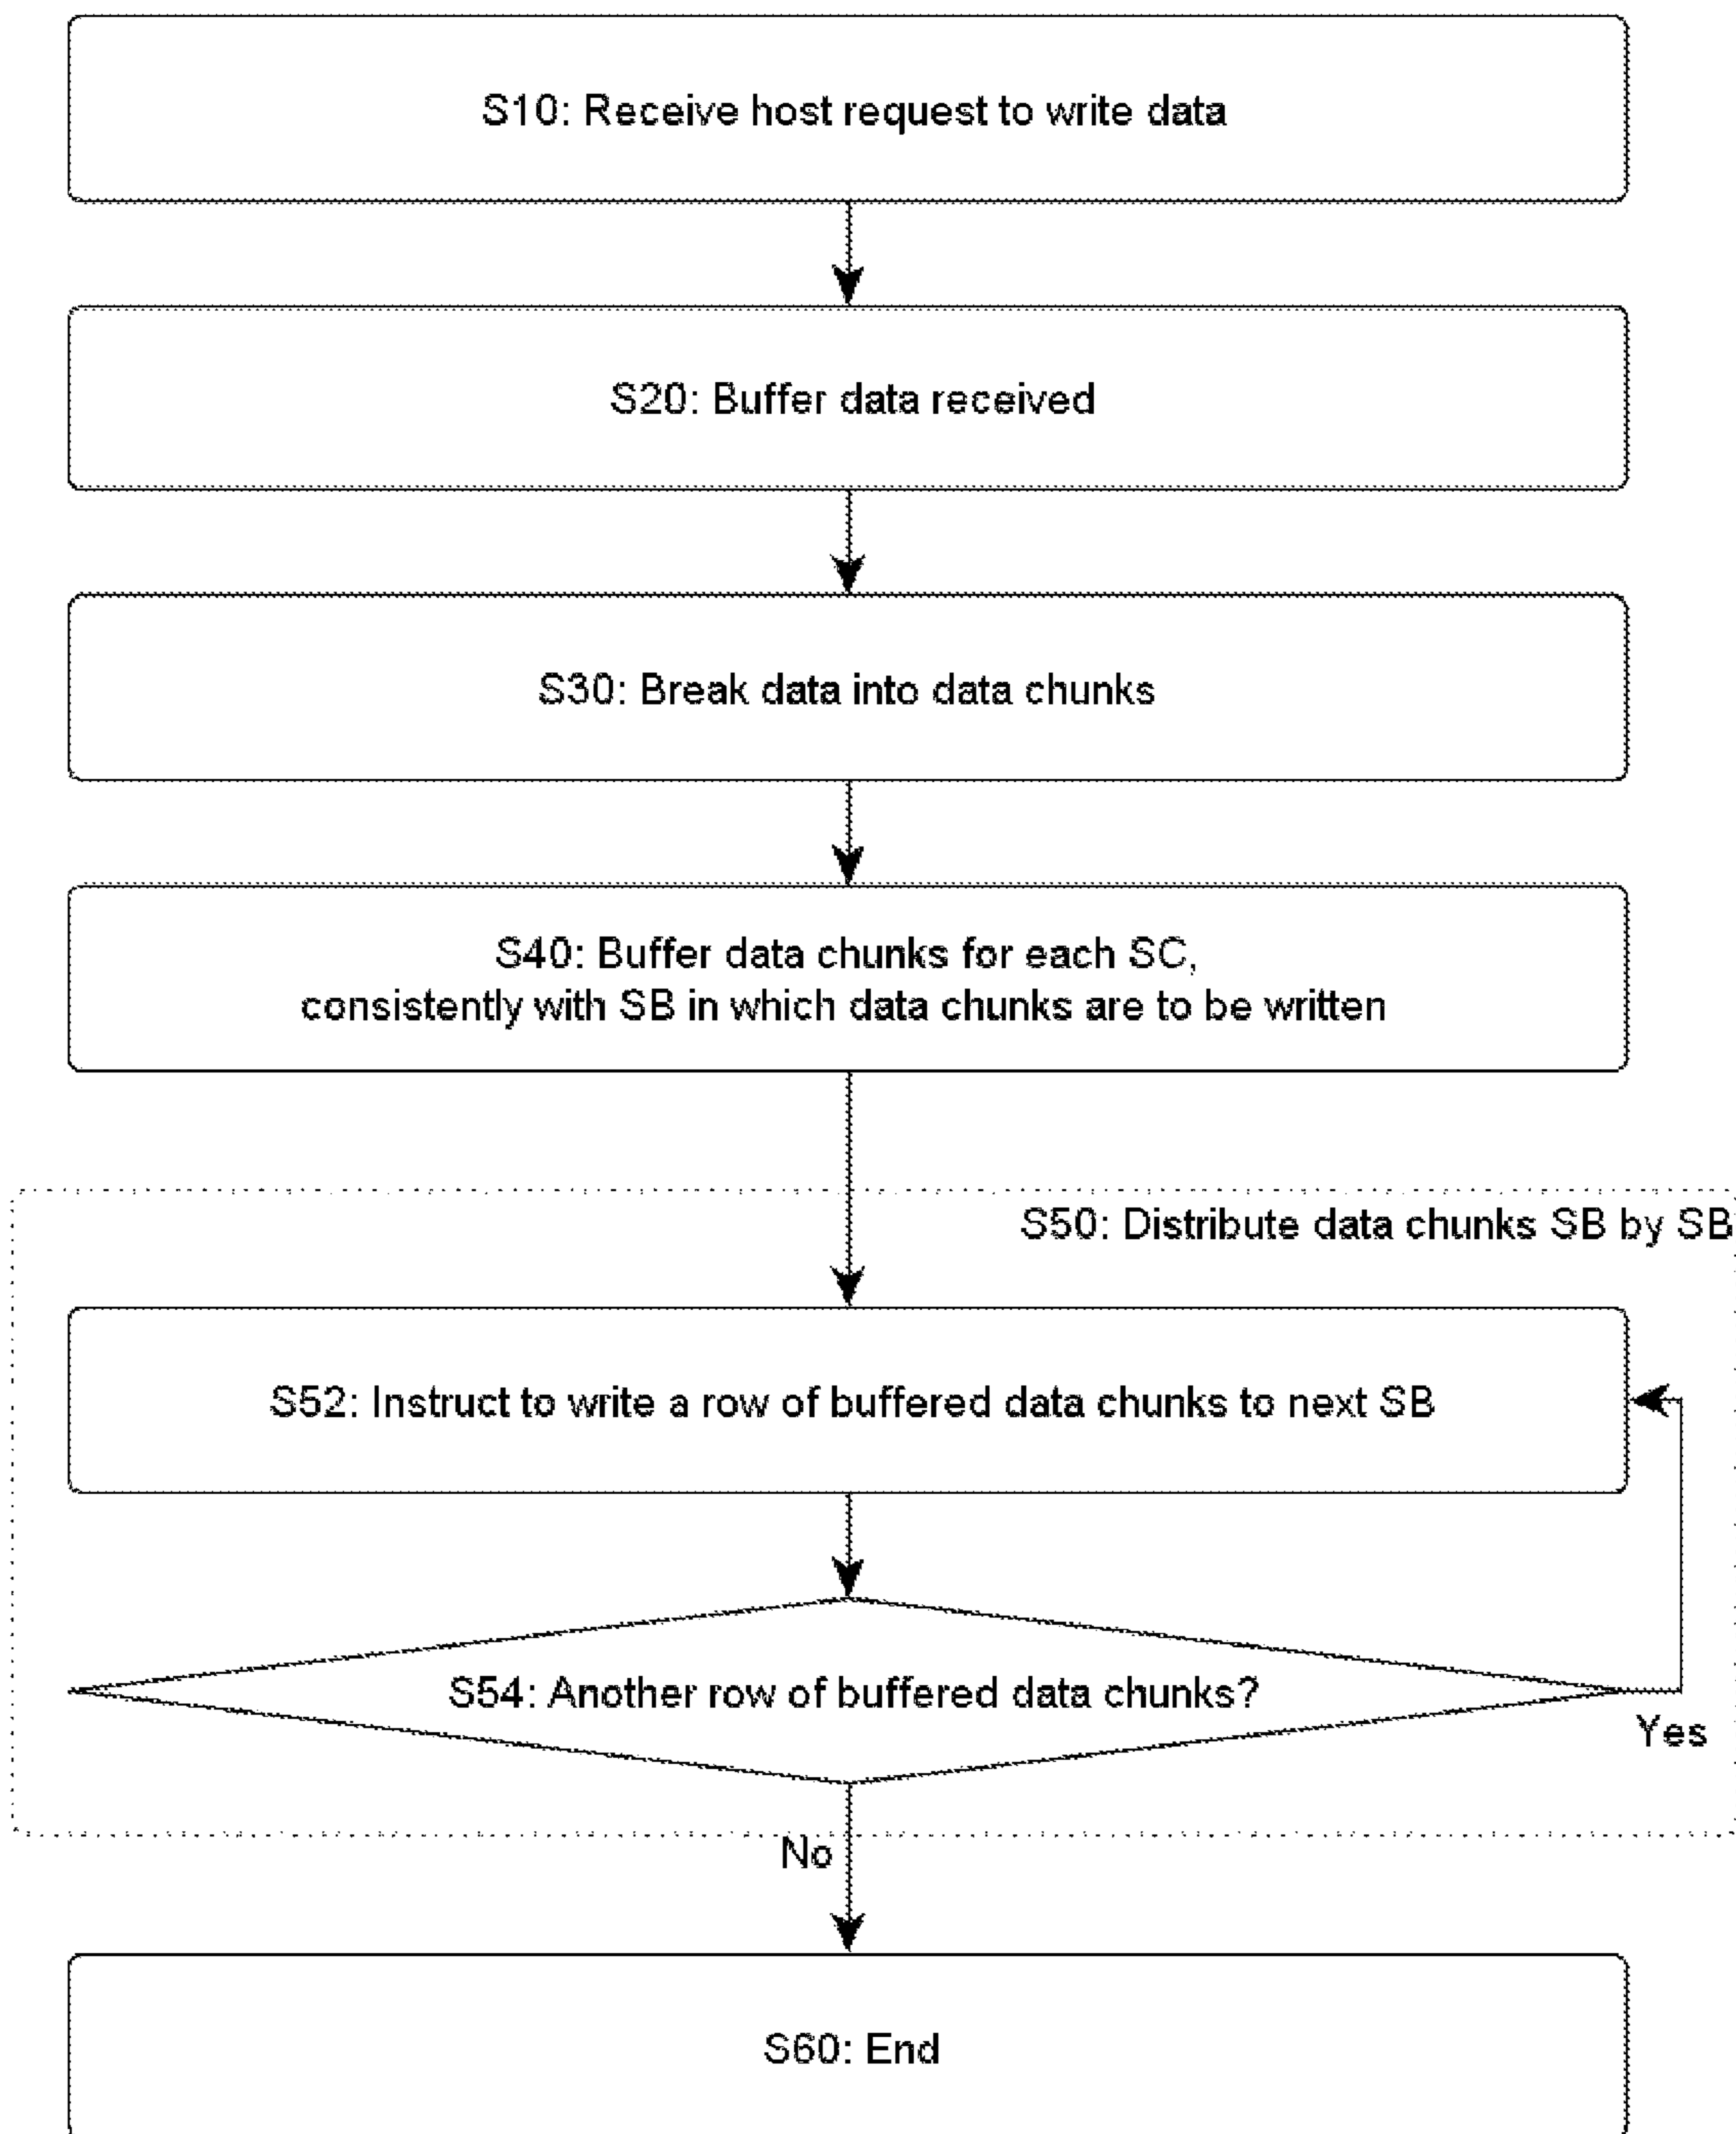 S10: Receive host request to write data
S20: Buffer data received
S30: Break data into data chunks
S40: Buffer data chunks for each SC,
consistently with SB in which data chunks are to be written
S50: Distribute data chunks SB by SB
S52: Instruct to write a row of buffered data chunks to next SB
S54: Another row of buffered data chunks?
Yes
No
S60: End